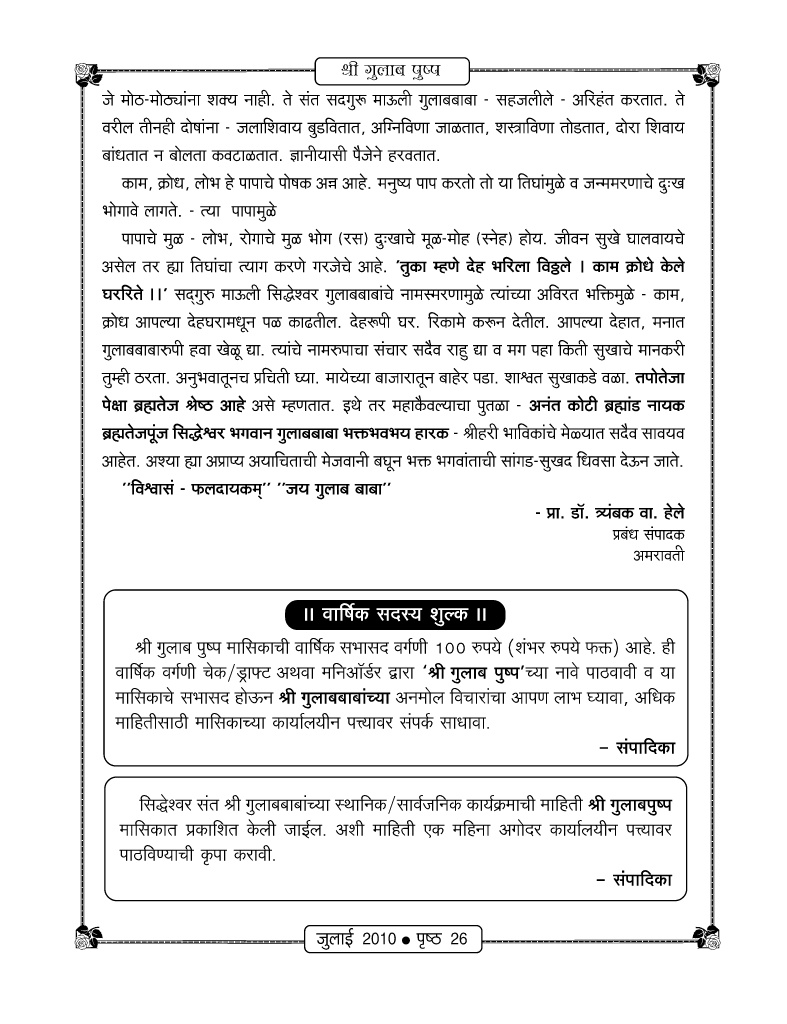 श्री गुलाब पुष्प
जे मोठ-मोठ्यांना शक्य नाही. ते संत सदगुरू माऊली गुलाबबाबा - सहजलीले - अरिहंत करतात. ते
वरील तीनही दोषांना - जलाशिवाय बुडवितात, अग्निविणा जाळतात, शस्त्राविणा तोडतात, दोरा शिवाय
बांधतात न बोलता कवटाळतात. ज्ञानीयासी पैजेने हरवतात.
काम, क्रोध, लोभ हे पापाचे पोषक अन्न आहे. मनुष्य पाप करतो तो या तिघांमुळे व जन्ममरणाचे दुःख
भोगावे लागते. - त्या पापामुळे
पापाचे मुळ - लोभ, रोगाचे मुळ भोग (रस) दुःखाचे मूळ-मोह (स्नेह) होय. जीवन सुखे घालवायचे
असेल तर ह्या तिघांचा त्याग करणे गरजेचे आहे. ‘तुका म्हणे देह भरिला विठ्ठले । काम क्रोधे केले
घररिते ।।’ सद्गुरु माऊली सिद्धेश्वर गुलाबबाबांचे नामस्मरणामुळे त्यांच्या अविरत भक्तिमुळे - काम,
क्रोध आपल्या देहघरामधून पळ काढतील. देहरूपी घर. रिकामे करून देतील. आपल्या देहात, मनात
गुलाबबाबारुपी हवा खेळू द्या. त्यांचे नामरुपाचा संचार सदैव राहु द्या व मग पहा किती सुखाचे मानकरी
तुम्ही ठरता. अनुभवातूनच प्रचिती घ्या. मायेच्या बाजारातून बाहेर पडा. शाश्वत सुखाकडे वळा. तपोतेजा
पेक्षा ब्रह्मतेज श्रेष्ठ आहे असे म्हणतात. इथे तर महाकैवल्याचा पुतळा - अनंत कोटी ब्रह्मांड नायक
ब्रह्मतेजपूंज सिद्धेश्वर भगवान गुलाबबाबा भक्तभवभय हारक - श्रीहरी भाविकांचे मेळ्यात सदैव सावयव
आहेत. अश्या ह्या अप्राप्य अयाचिताची मेजवानी बघून भक्त भगवंताची सांगड-सुखद धिवसा देऊन जाते.
’’विश्वासं - फलदायकम्’’ ’’जय गुलाब बाबा’’
- प्रा. डॉ. त्र्यंबक वा. हेले
प्रबंध संपादक
अमरावती
॥ वार्षिक सदस्य शुल्क ॥
श्री गुलाब पुष्प मासिकाची वार्षिक सभासद वर्गणी 100 रुपये (शंभर रुपये फक्त) आहे. ही
वार्षिक वर्गणी चेक/ड्राफ्ट अथवा मनिऑर्डर द्वारा ‘श्री गुलाब पुष्प’च्या नावे पाठवावी व या
मासिकाचे सभासद होऊन श्री गुलाबबाबांच्या अनमोल विचारांचा आपण लाभ घ्यावा, अधिक
माहितीसाठी मासिकाच्या कार्यालयीन पत्त्यावर संपर्क साधावा.
– संपादिका
सिद्धेश्वर संत श्री गुलाबबाबांच्या स्थानिक/सार्वजनिक कार्यक्रमाची माहिती श्री गुलाबपुष्प
मासिकात प्रकाशित केली जाईल. अशी माहिती एक महिना अगोदर कार्यालयीन पत्त्यावर
पाठविण्याची कृपा करावी.
– संपादिका
जुलाई 2010 ● पृष्ठ 26